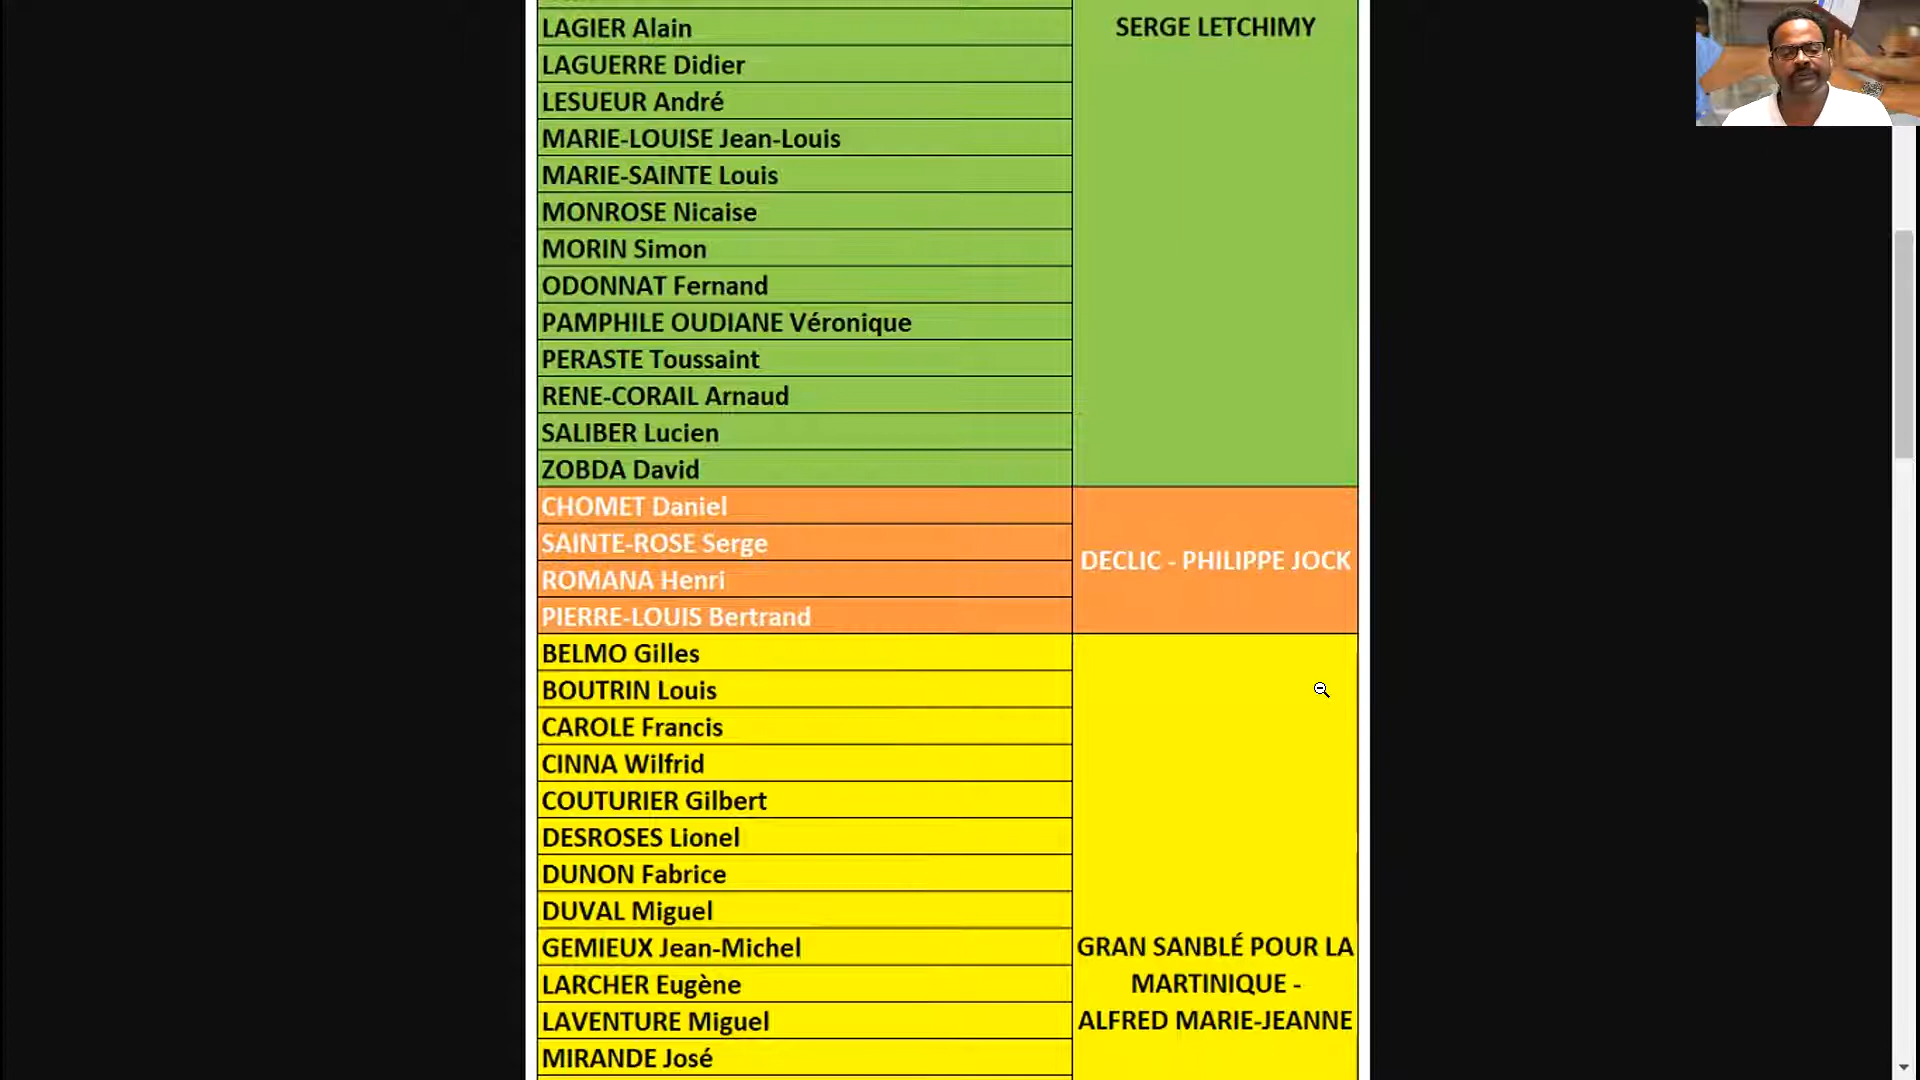 LAGIER Alain
SERGE LETCHIMY
LAGUERRE Didier
LESUEUR André
MARIE-LOUISE Jean-Louis
MARIE-SAINTE Louis
MONROSE Nicaise
MORIN Simon
ODONNAT Fernand
PAMPHILE OUDIANE Véronique
PERASTE Toussaint
RENE-CORAIL Arnaud
SALIBER Lucien
ZOBDA David
CHOMET Daniel
SAINTE-ROSE Serge
ROMANA Henri
PIERRE-LOUIS Bertrand
DECLIC - PHILIPPE JOCK
BELMO Gilles
BOUTRIN Louis
CAROLE Francis
CINNA Wilfrid
COUTURIER Gilbert
DESROSES Lionel
DUNON Fabrice
DUVAL Miguel
GEMIEUX Jean-Michel
LARCHER Eugène
LAVENTURE Miguel
MIRANDE José
GRAN SANBLÉ POUR LA
MARTINIQUE -
ALFRED MARIE-JEANNE